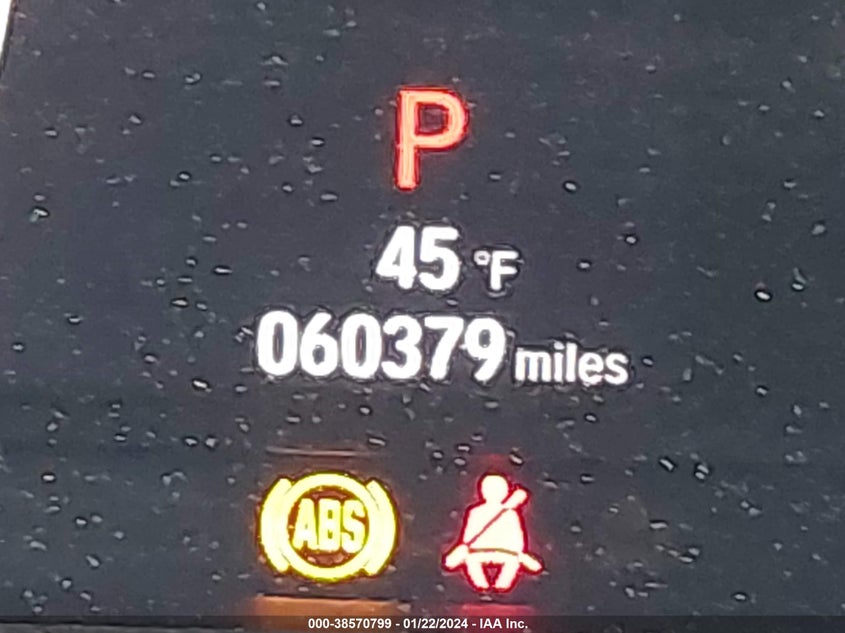 P
45 °F
060379 miles
ABS
000-38570799 - 01/22/2024 - IAA Inc.